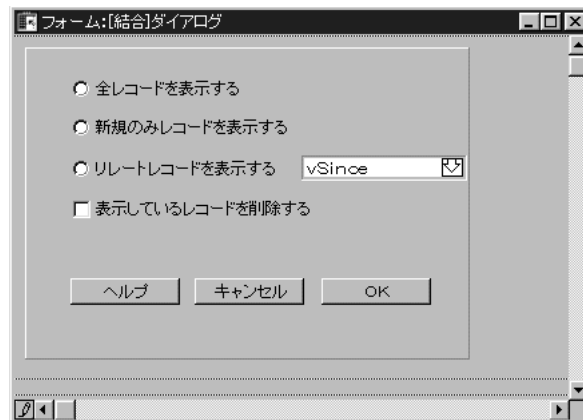 フォーム:[結合]ダイアログ
全レコードを表示する
新規のみレコードを表示する
リレートレコードを表示する vSince
表示しているレコードを削除する
ヘルプ キャンセル OK